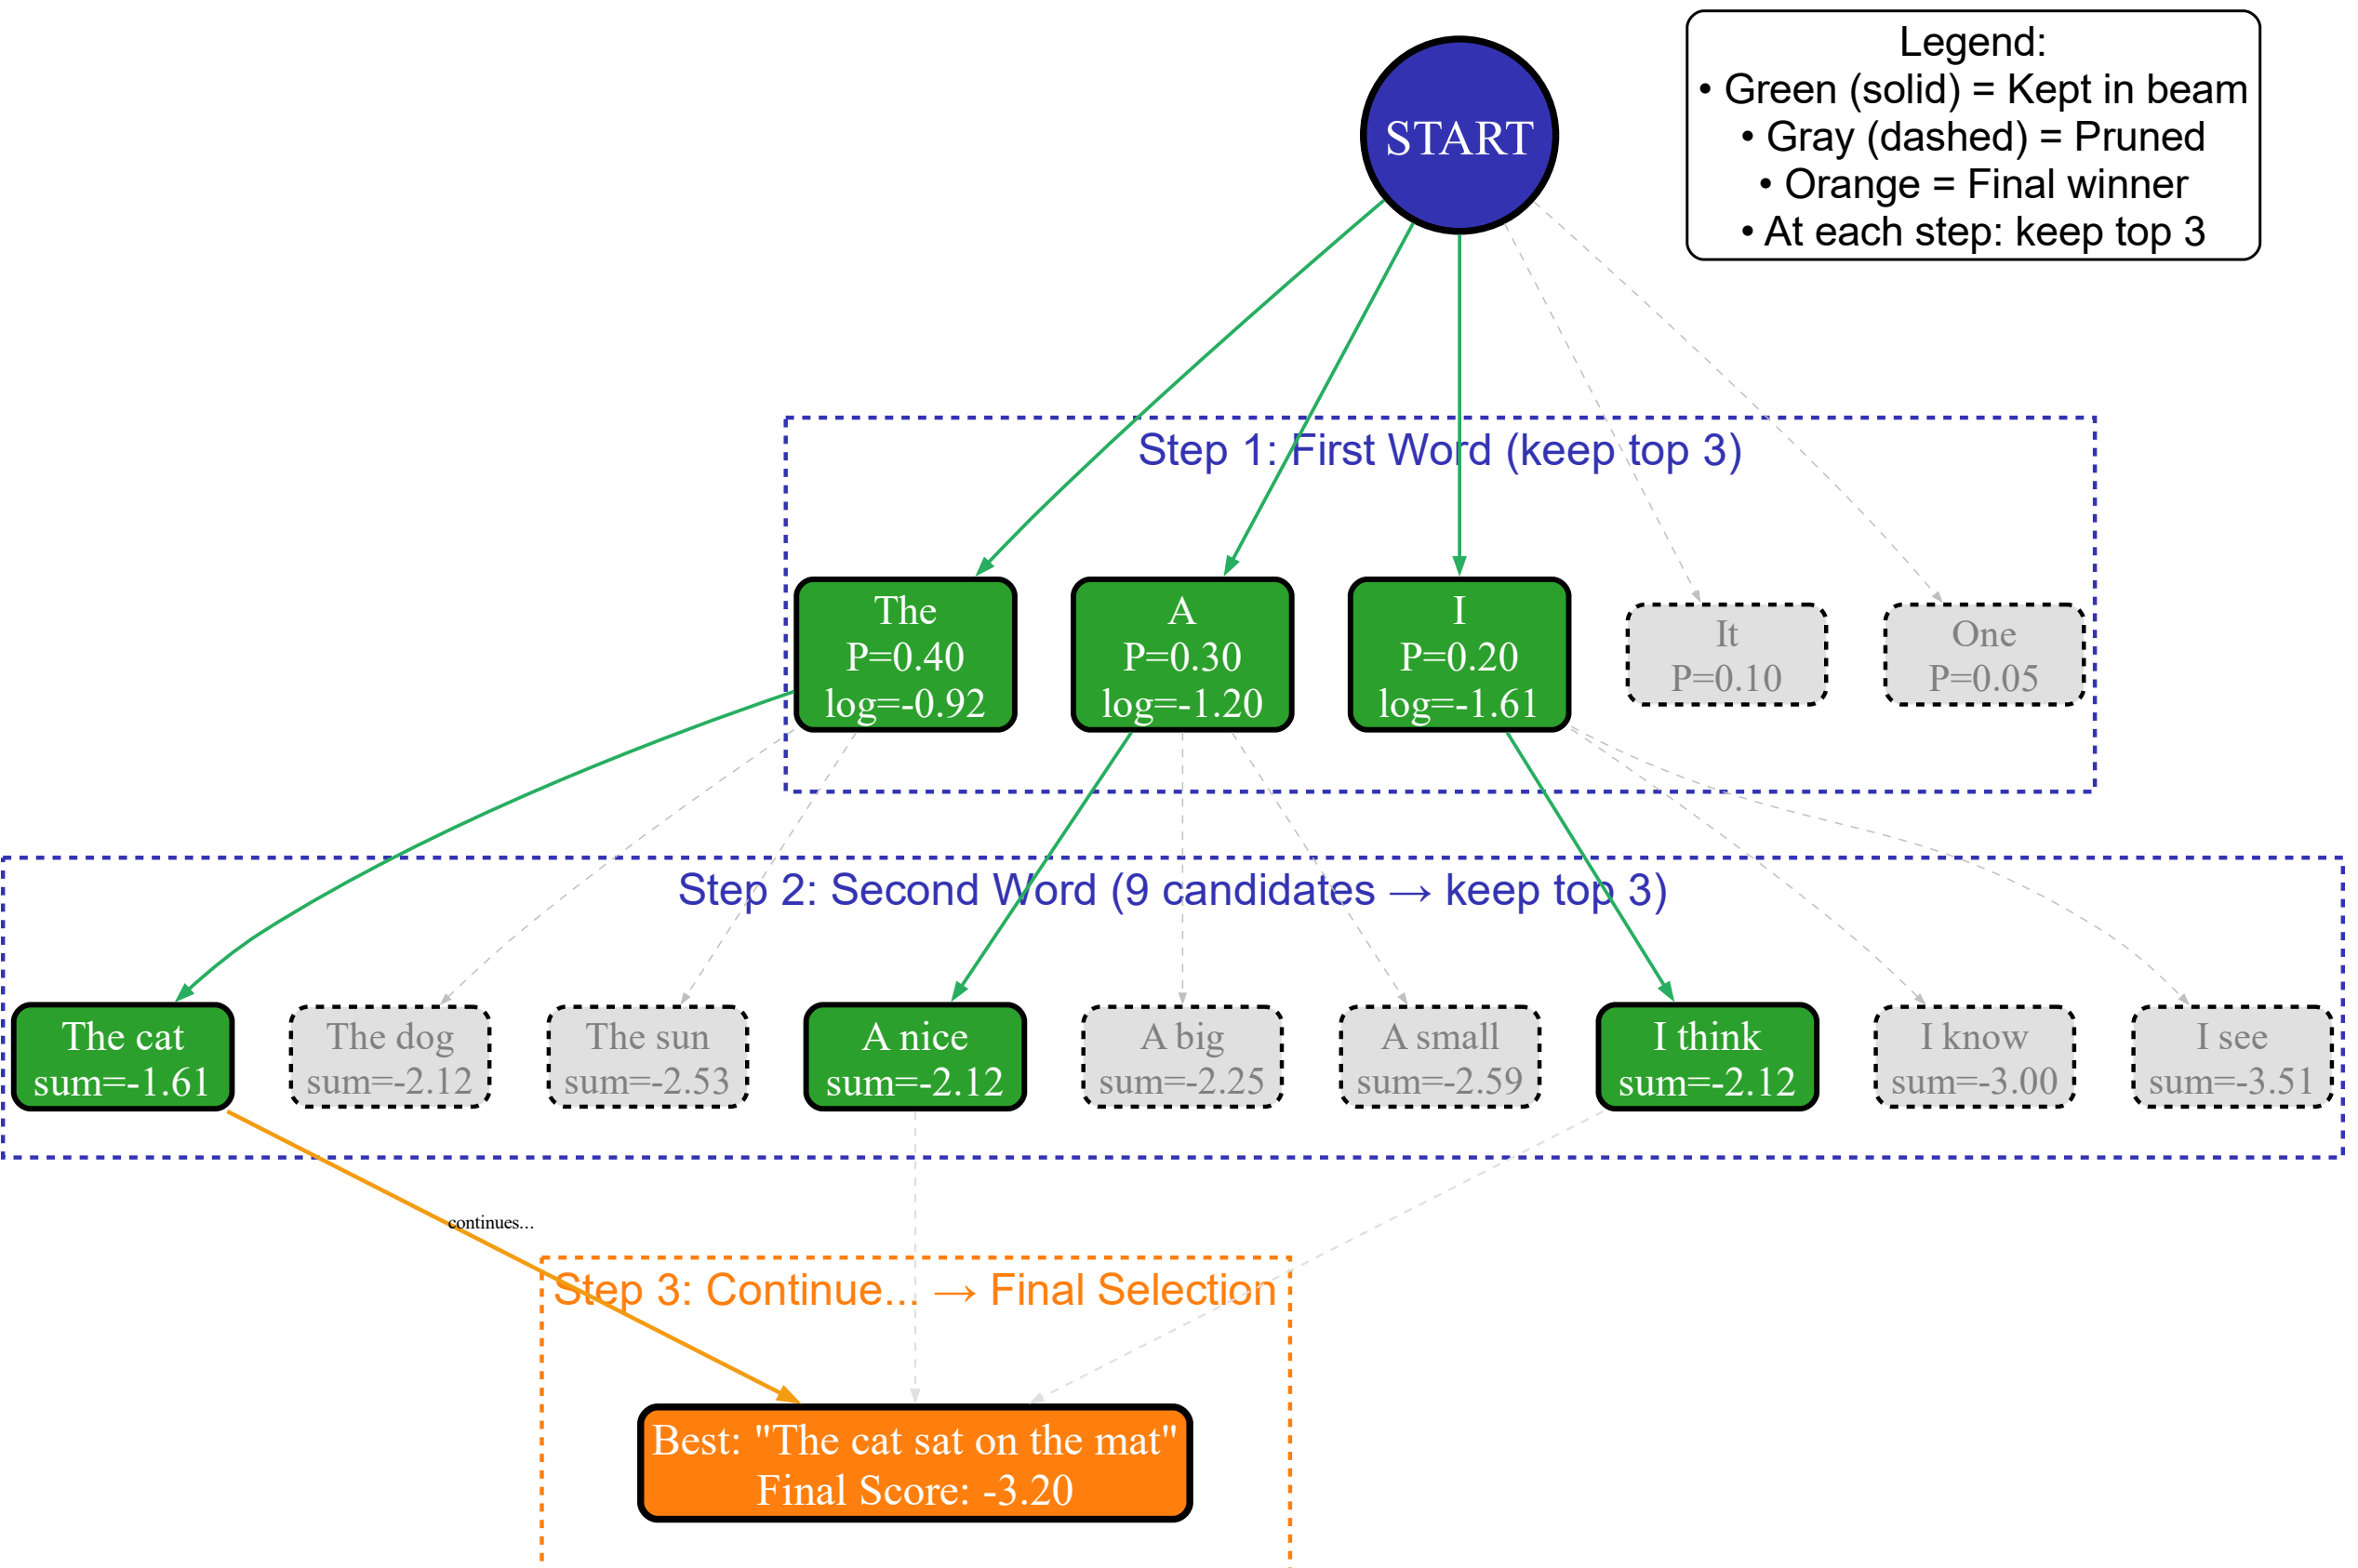 START
Legend:
• Green (solid) = Kept in beam
• Gray (dashed) = Pruned
• Orange = Final winner
• At each step: keep top 3
Step 1: First Word (keep top 3)
The
P=0.40
log=-0.92
A
P=0.30
log=-1.20
I
P=0.20
log=-1.61
It
P=0.10
One
P=0.05
Step 2: Second Word (9 candidates → keep top 3)
The cat
sum=-1.61
The dog
sum=-2.12
The sun
sum=-2.53
A nice
sum=-2.12
A big
sum=-2.25
A small
sum=-2.59
I think
sum=-2.12
I know
sum=-3.00
I see
sum=-3.51
continues...
Step 3: Continue... → Final Selection
Best: "The cat sat on the mat"
Final Score: -3.20